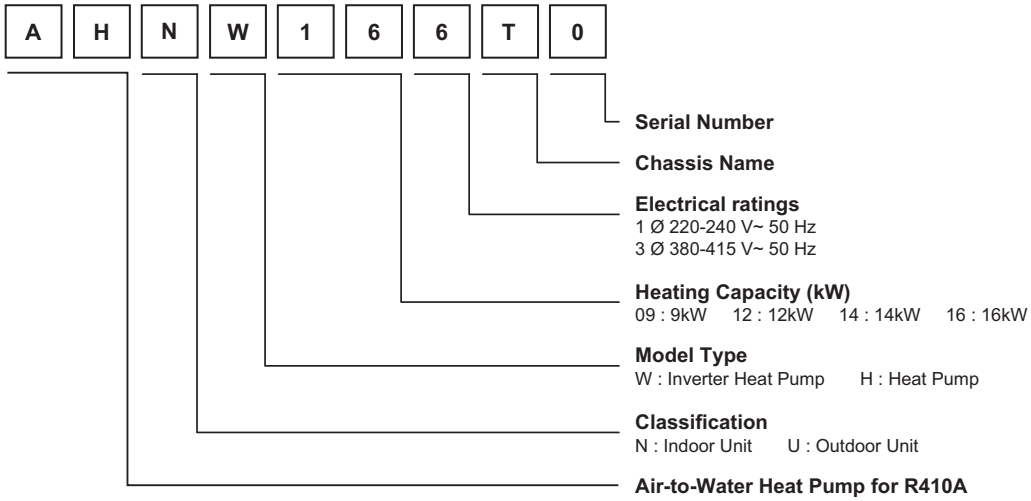 A H N W 1 6 6 T 0
Serial Number
Chassis Name
Electrical ratings
1 Ø 220-240 V~ 50 Hz
3 Ø 380-415 V~ 50 Hz
Heating Capacity (kW)
09 : 9kW 12 : 12kW 14 : 14kW 16 : 16kW
Model Type
W : Inverter Heat Pump H : Heat Pump
Classification
N : Indoor Unit U : Outdoor Unit
Air-to-Water Heat Pump for R410A